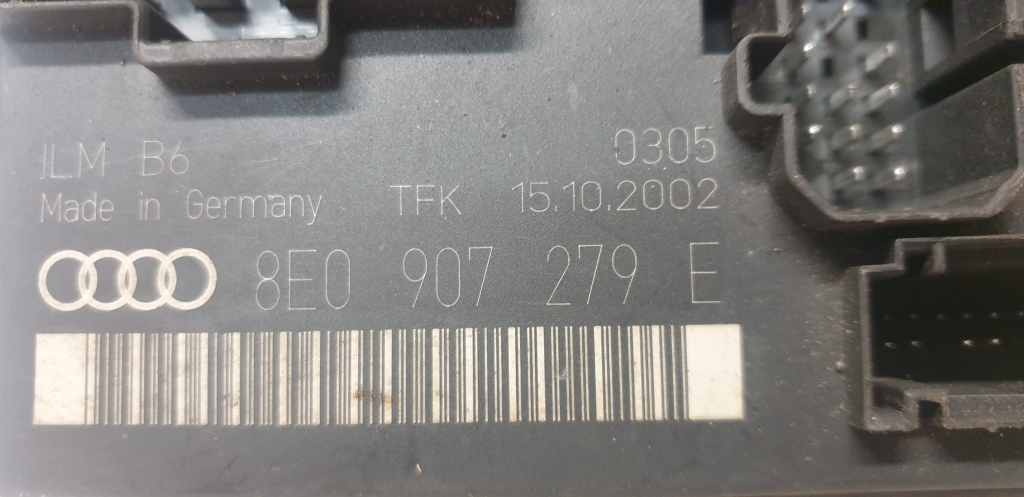 ILM B6 0305
Made in Germany TFK 15.10.2002
8E0 907 279 E